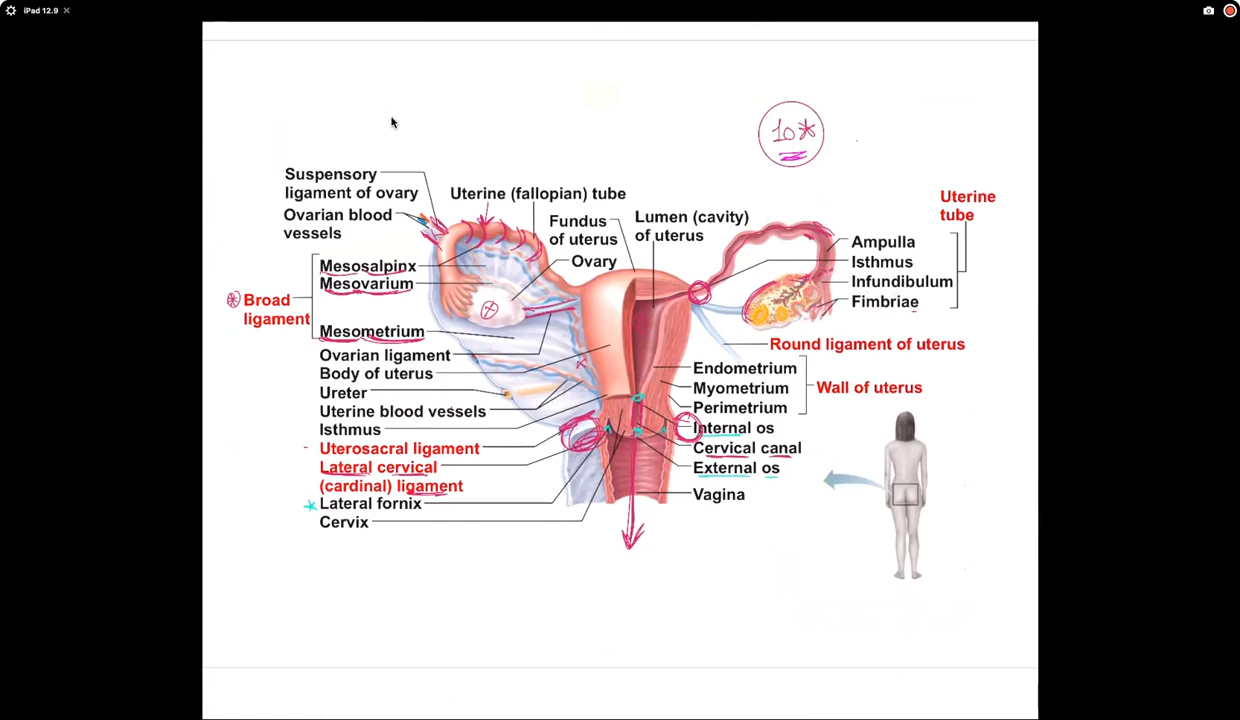 iPad 12.9
10*
Suspensory
ligament of ovary
Ovarian blood
vessels
Uterine (fallopian) tube
Fundus
of uterus
Lumen (cavity)
of uterus
Ovary
Uterine
tube
Ampulla
Isthmus
Infundibulum
Fimbriae
Mesosalpinx
Mesovarium
Broad
ligament
Mesometrium
Ovarian ligament
Body of uterus
Ureter
Uterine blood vessels
Isthmus
Uterosacral ligament
Lateral cervical
(cardinal) ligament
Lateral fornix
Cervix
Round ligament of uterus
Endometrium
Myometrium
Perimetrium
Wall of uterus
Internal os
Cervical canal
External os
Vagina